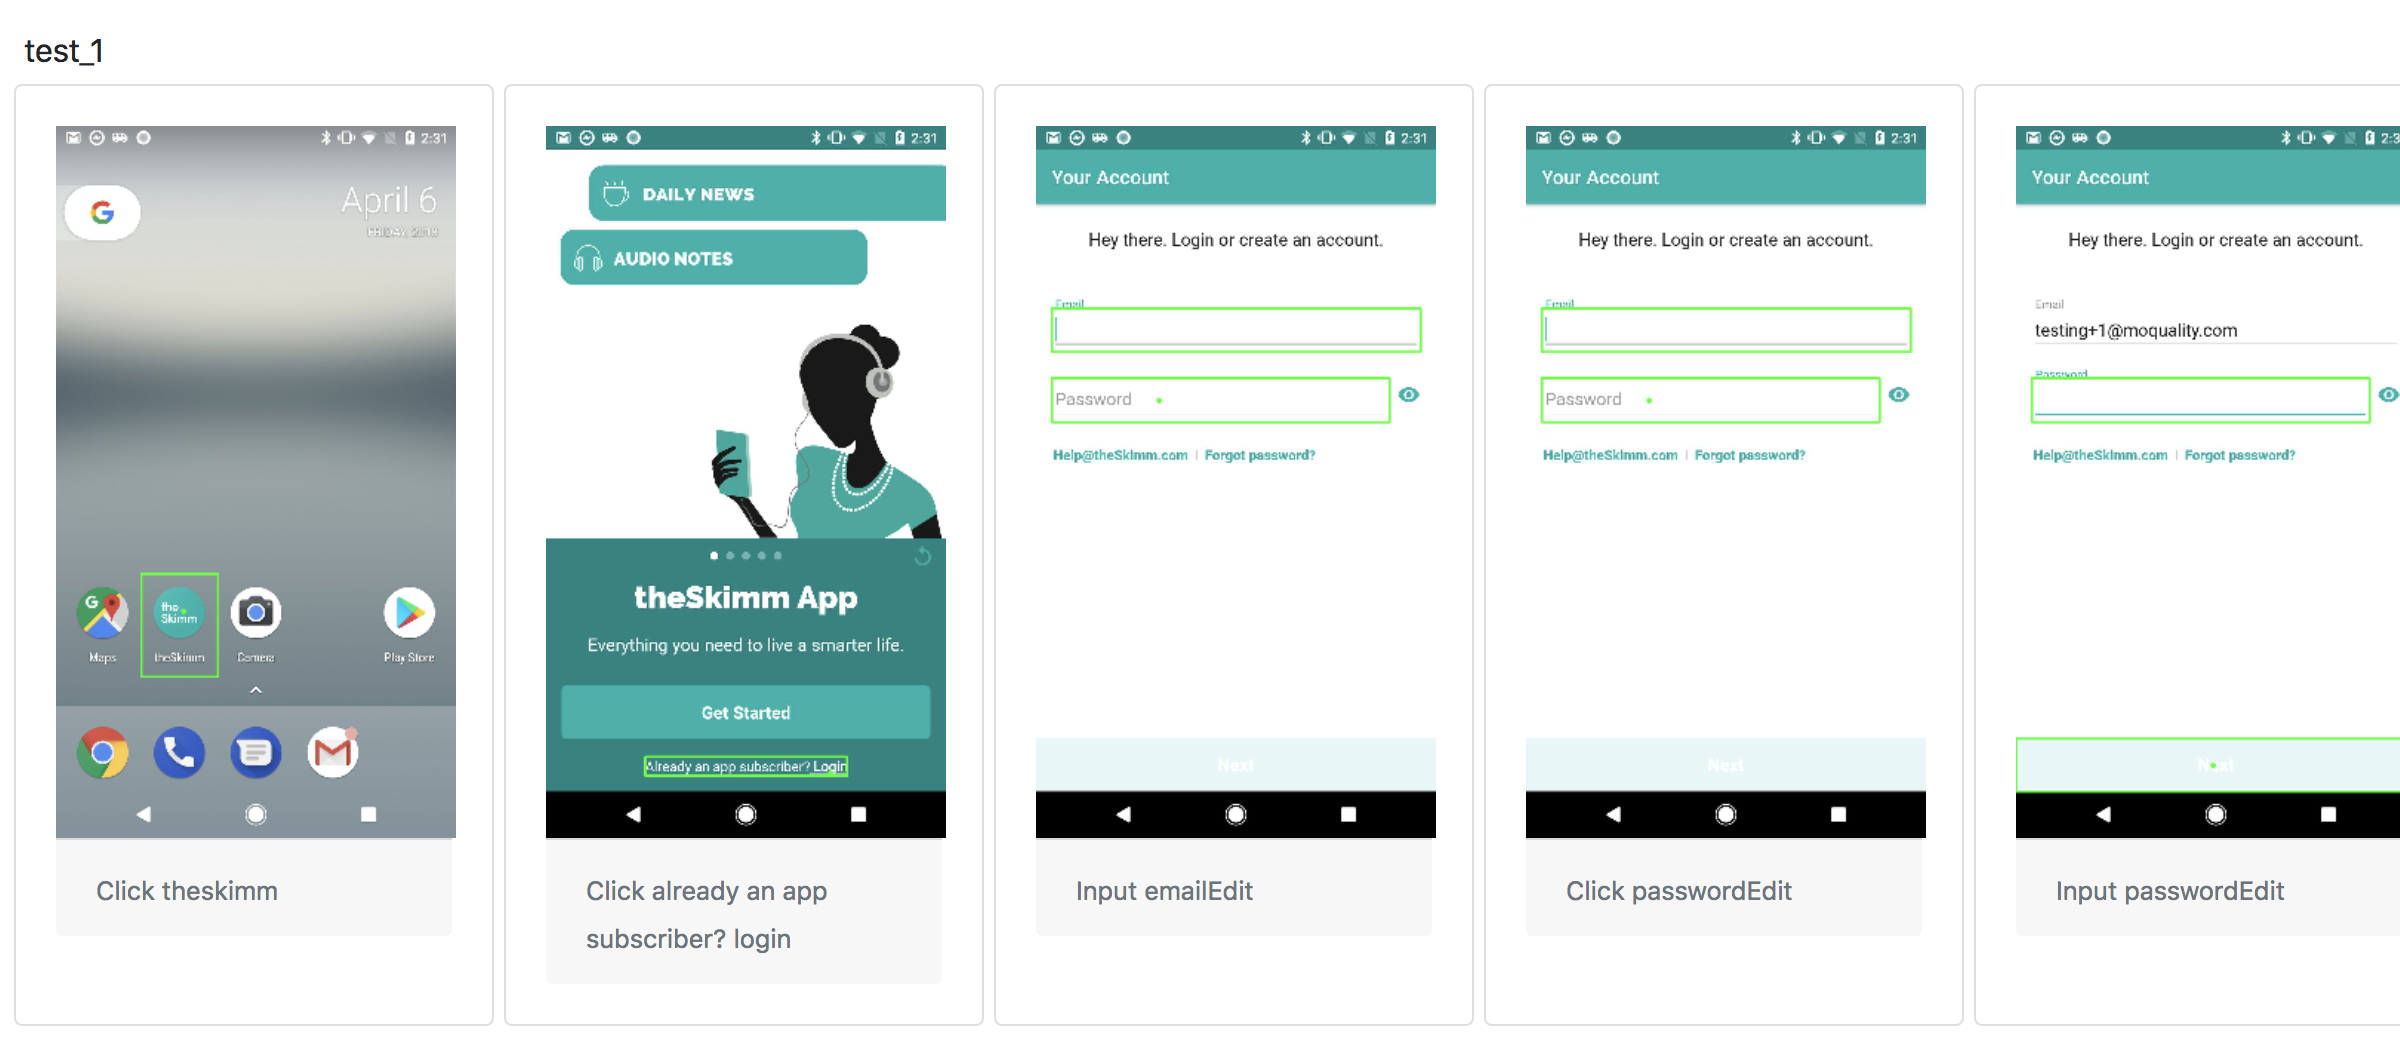 test_1
2:31
G
April 6
FRIDAY, 2018
the
Skimm
Maps
theSkimm
Camera
Play Store
Click theskimm
2:31
DAILY NEWS
AUDIO NOTES
theSkimm App
Everything you need to live a smarter life.
Get Started
Already an app subscriber? Login
Click already an app
subscriber? login
2:31
Your Account
Hey there. Login or create an account.
Email
Password
Help@theSkimm.com | Forgot password?
Next
Input emailEdit
2:31
Your Account
Hey there. Login or create an account.
Email
Password
Help@theSkimm.com | Forgot password?
Next
Click passwordEdit
2:3
Your Account
Hey there. Login or create an account.
Email
testing+1@moquality.com
Password
Help@theSkimm.com | Forgot password?
Next
Input passwordEdit